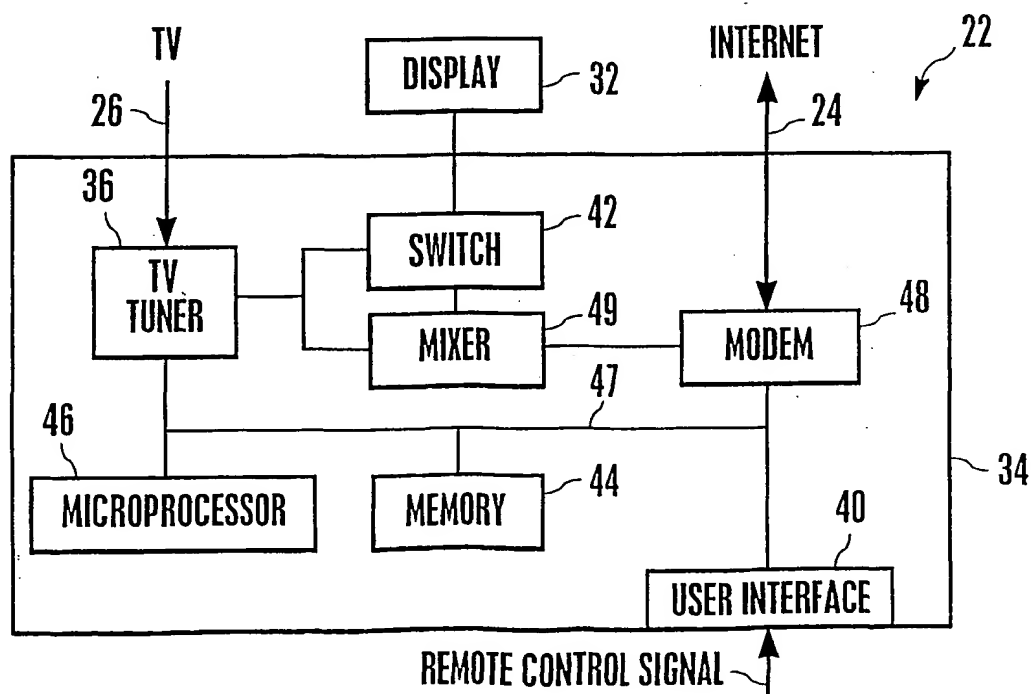 TV
DISPLAY
INTERNET
22
32
26
24
36
42
SWITCH
TV
TUNER
49
48
MIXER
MODEM
47
46
44
34
MICROPROCESSOR
MEMORY
40
USER INTERFACE
REMOTE CONTROL SIGNAL